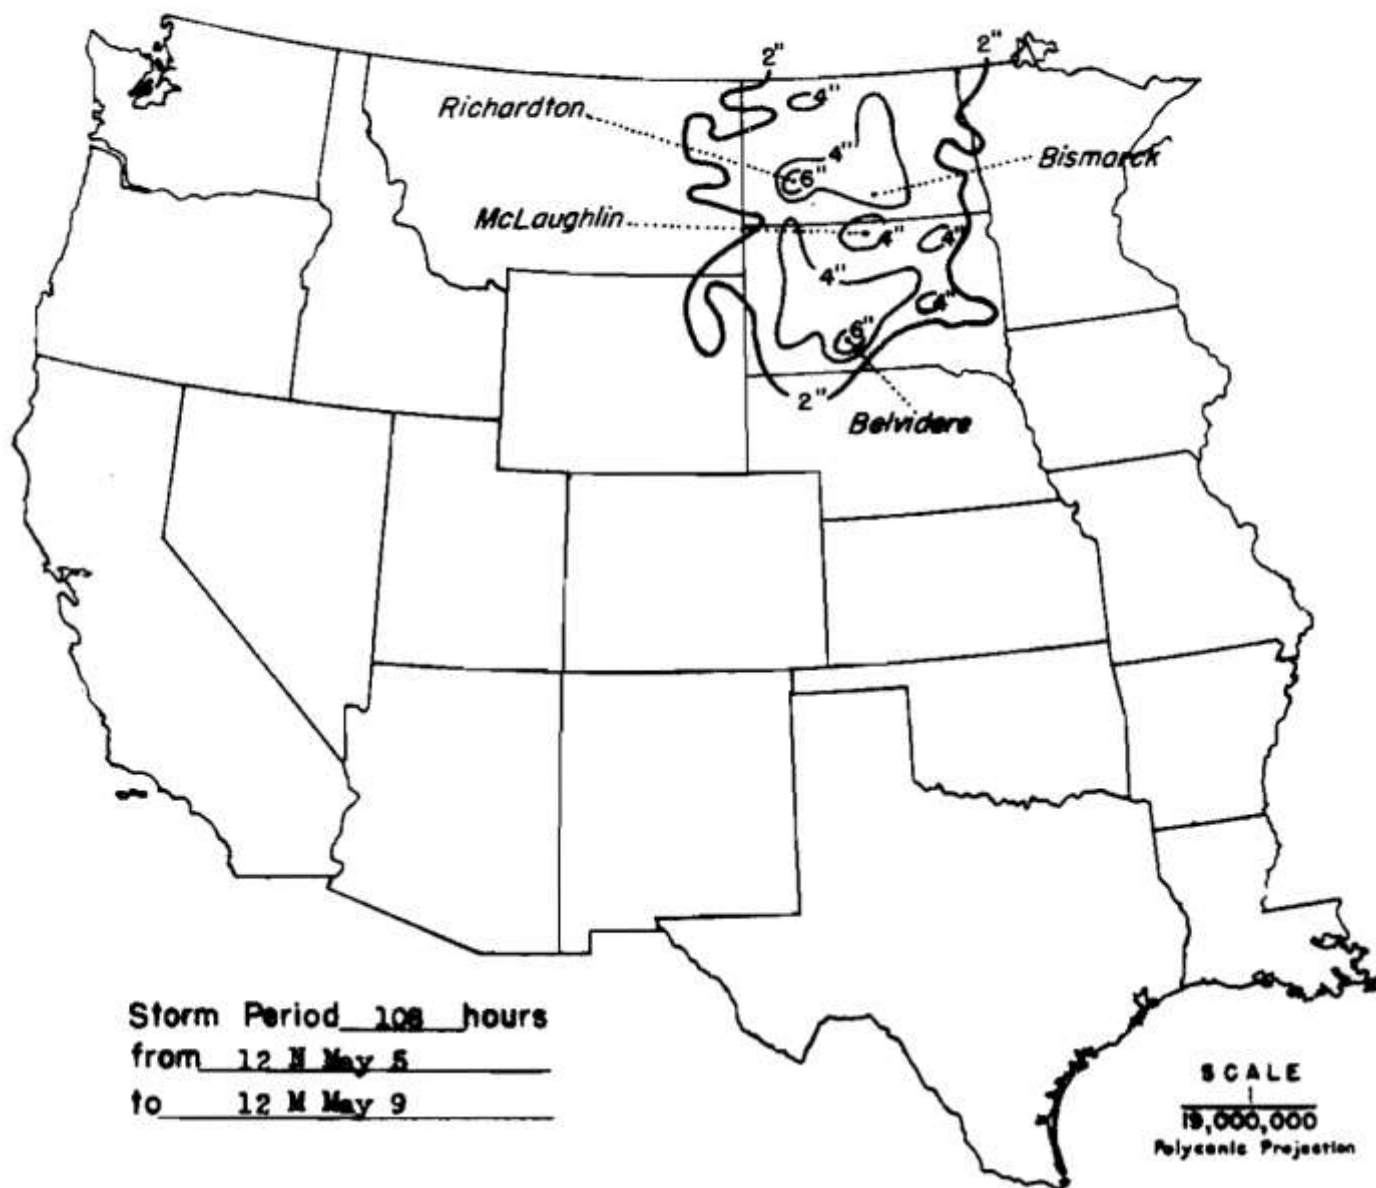 2"
2"
4"
Richardton
4"
Bismarck
6"
McLaughlin
4"
4"
4"
4"
6"
2"
Belvidere
Storm Period 108 hours
from 12 N May 5
to 12 M May 9
SCALE
1
19,000,000
Polyconic Projection